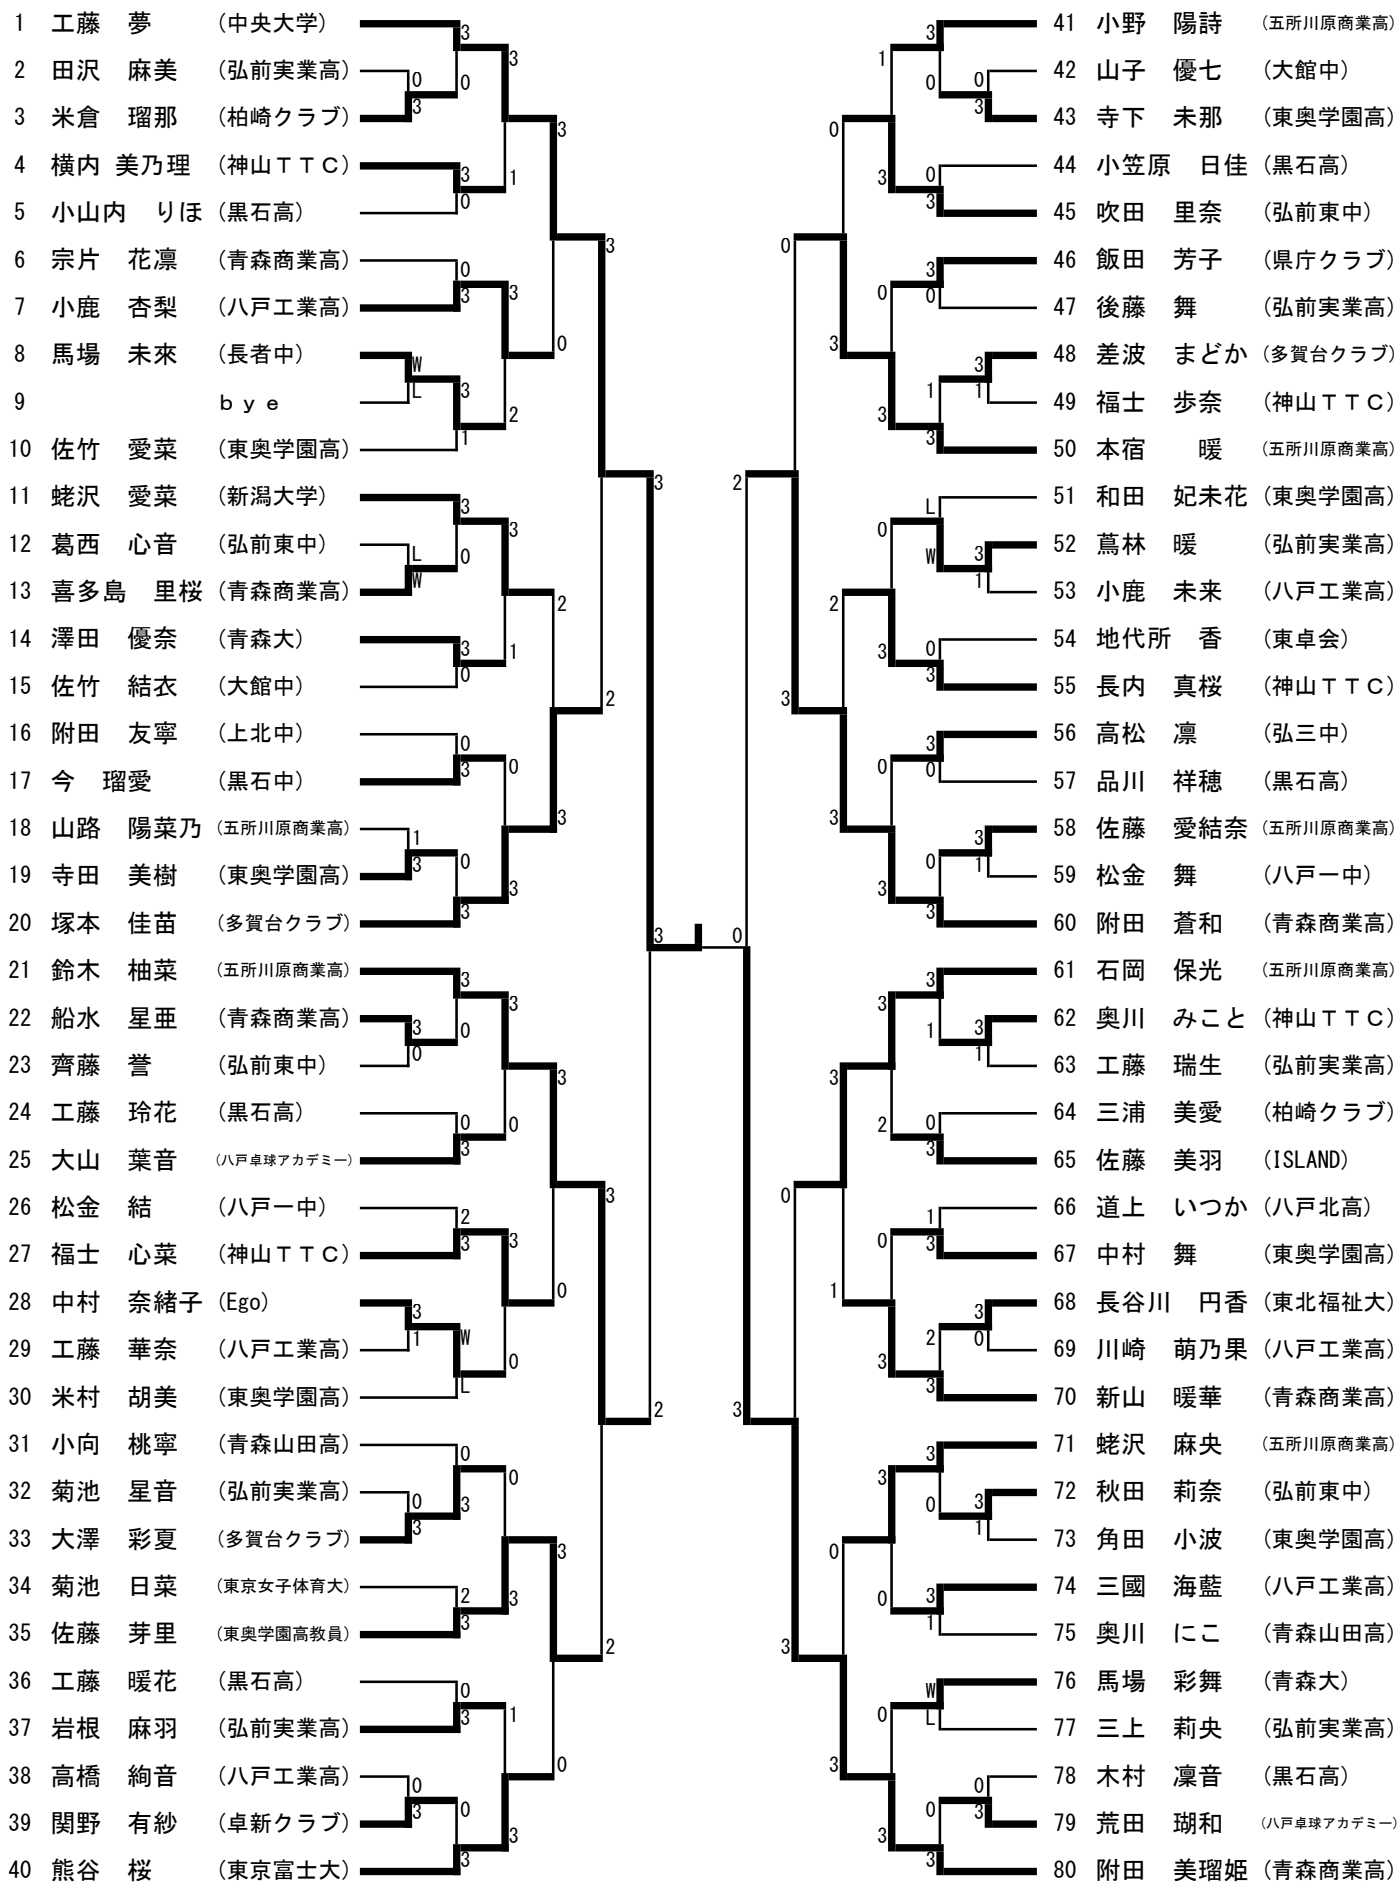 1 工藤 夢 (中央大学)
2 田沢 麻美 (弘前実業高)
3 米倉 瑠那 (柏崎クラブ)
4 横内 美乃理 (神山ＴＴＣ)
5 小山内 りほ (黒石高)
6 宗片 花凛 (青森商業高)
7 小鹿 杏梨 (八戸工業高)
8 馬場 未來 (長者中)
9 ｂｙｅ
10 佐竹 愛菜 (東奥学園高)
11 蛯沢 愛菜 (新潟大学)
12 葛西 心音 (弘前東中)
13 喜多島 里桜 (青森商業高)
14 澤田 優奈 (青森大)
15 佐竹 結衣 (大館中)
16 附田 友寧 (上北中)
17 今 瑠愛 (黒石中)
18 山路 陽菜乃 (五所川原商業高)
19 寺田 美樹 (東奥学園高)
20 塚本 佳苗 (多賀台クラブ)
21 鈴木 柚菜 (五所川原商業高)
22 船水 星亜 (青森商業高)
23 齊藤 誉 (弘前東中)
24 工藤 玲花 (黒石高)
25 大山 葉音 (八戸卓球アカデミー)
26 松金 結 (八戸一中)
27 福士 心菜 (神山ＴＴＣ)
28 中村 奈緒子 (Ego)
29 工藤 華奈 (八戸工業高)
30 米村 胡美 (東奥学園高)
31 小向 桃寧 (青森山田高)
32 菊池 星音 (弘前実業高)
33 大澤 彩夏 (多賀台クラブ)
34 菊池 日菜 (東京女子体育大)
35 佐藤 芽里 (東奥学園高教員)
36 工藤 暖花 (黒石高)
37 岩根 麻羽 (弘前実業高)
38 高橋 絢音 (八戸工業高)
39 関野 有紗 (卓新クラブ)
40 熊谷 桜 (東京富士大)
41 小野 陽詩 (五所川原商業高)
42 山子 優七 (大館中)
43 寺下 未那 (東奥学園高)
44 小笠原 日佳 (黒石高)
45 吹田 里奈 (弘前東中)
46 飯田 芳子 (県庁クラブ)
47 後藤 舞 (弘前実業高)
48 差波 まどか (多賀台クラブ)
49 福士 歩奈 (神山ＴＴＣ)
50 本宿 暖 (五所川原商業高)
51 和田 妃未花 (東奥学園高)
52 蔦林 暖 (弘前実業高)
53 小鹿 未来 (八戸工業高)
54 地代所 香 (東卓会)
55 長内 真桜 (神山ＴＴＣ)
56 高松 凛 (弘三中)
57 品川 祥穂 (黒石高)
58 佐藤 愛結奈 (五所川原商業高)
59 松金 舞 (八戸一中)
60 附田 蒼和 (青森商業高)
61 石岡 保光 (五所川原商業高)
62 奥川 みこと (神山ＴＴＣ)
63 工藤 瑞生 (弘前実業高)
64 三浦 美愛 (柏崎クラブ)
65 佐藤 美羽 (ISLAND)
66 道上 いつか (八戸北高)
67 中村 舞 (東奥学園高)
68 長谷川 円香 (東北福祉大)
69 川崎 萌乃果 (八戸工業高)
70 新山 暖華 (青森商業高)
71 蛯沢 麻央 (五所川原商業高)
72 秋田 莉奈 (弘前東中)
73 角田 小波 (東奥学園高)
74 三國 海藍 (八戸工業高)
75 奥川 にこ (青森山田高)
76 馬場 彩舞 (青森大)
77 三上 莉央 (弘前実業高)
78 木村 凜音 (黒石高)
79 荒田 瑚和 (八戸卓球アカデミー)
80 附田 美瑠姫 (青森商業高)